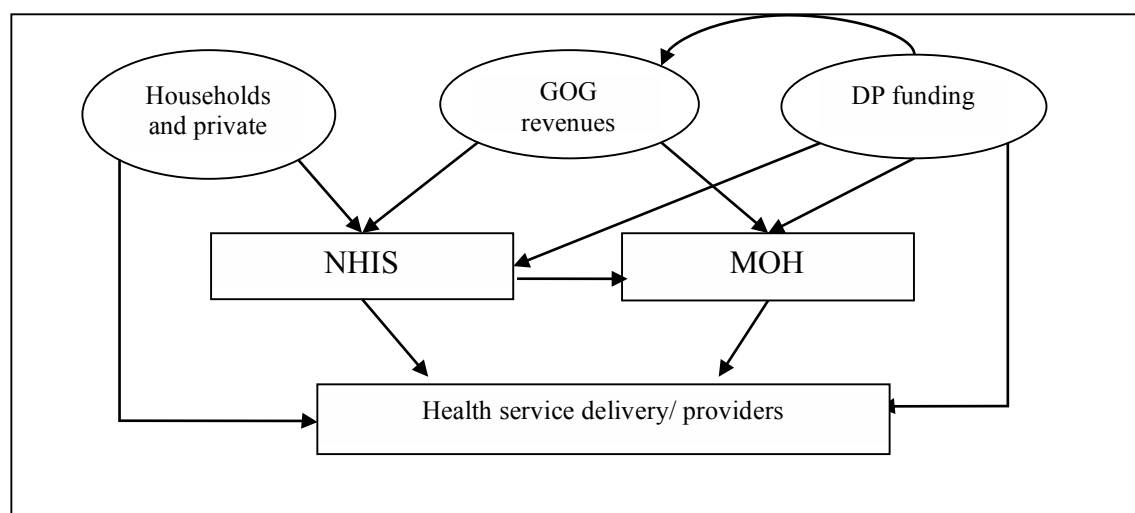 Households
and private
GOG
revenues
DP funding
NHIS
MOH
Health service delivery/ providers